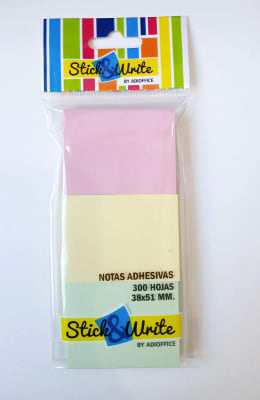 Stick&Write
BY ADIOFFICE
NOTAS ADHESIVAS
300 HOJAS
38x51 MM.
Stick&Write
BY ADIOFFICE